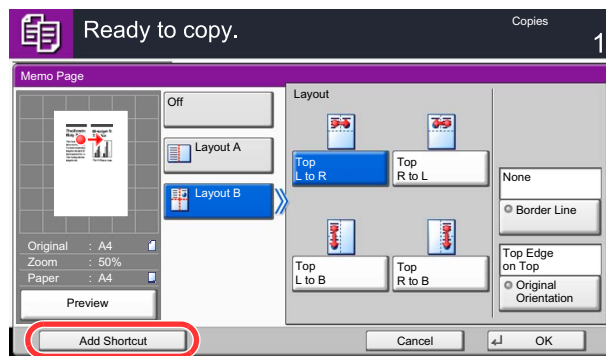 Ready to copy.
Copies
1
Memo Page
Off
Layout A
Layout B
Layout
Top
L to R
Top
R to L
Top
L to B
Top
R to B
None
Border Line
Top Edge
on Top
Original
Orientation
Original : A4
Zoom : 50%
Paper : A4
Preview
Add Shortcut
Cancel
OK